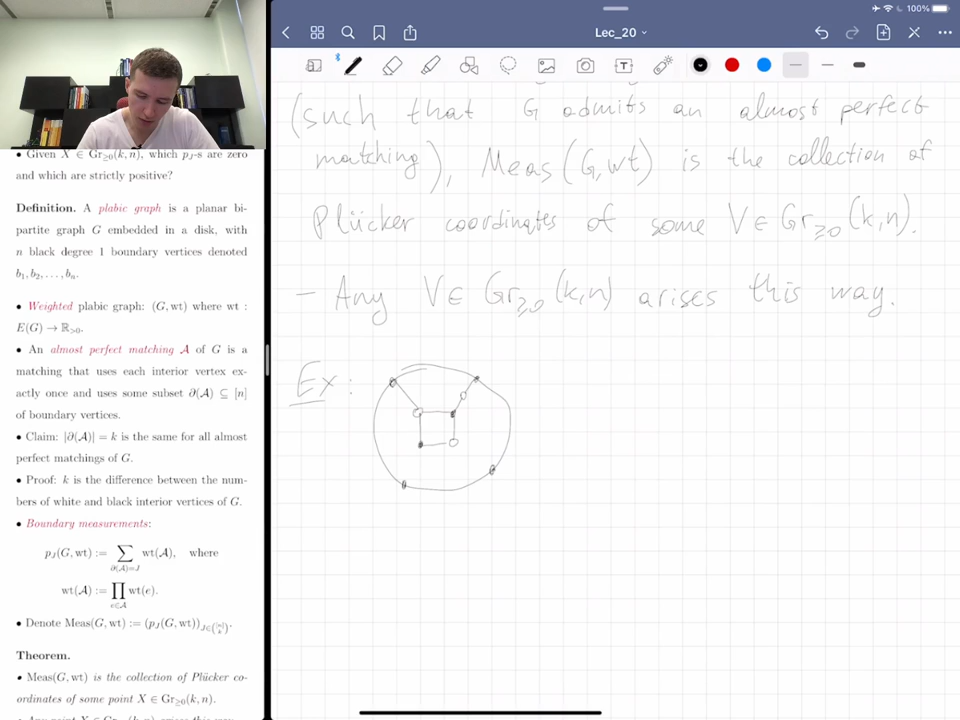 100%
Lec_20
(such that G admits an almost perfect
matching), Meas(G,wt) is the collection of
Plücker coordinates of some V ∈ Gr≥0(k,n).
– Any V ∈ Gr≥0(k,n) arises this way.
Ex:
• Given X ∈ Gr≥0(k, n), which pJ-s are zero
and which are strictly positive?
Definition. A plabic graph is a planar bi-
partite graph G embedded in a disk, with
n black degree 1 boundary vertices denoted
b1, b2, . . . , bn.
• Weighted plabic graph: (G, wt) where wt :
E(G) → ℝ>0.
• An almost perfect matching 𝒜 of G is a
matching that uses each interior vertex ex-
actly once and uses some subset ∂(𝒜) ⊆ [n]
of boundary vertices.
• Claim: |∂(𝒜)| = k is the same for all almost
perfect matchings of G.
• Proof: k is the difference between the num-
bers of white and black interior vertices of G.
• Boundary measurements:
pJ(G, wt) := ∑ wt(𝒜), where
∂(𝒜)=J
wt(𝒜) := ∏ wt(e).
e∈𝒜
• Denote Meas(G, wt) := (pJ(G, wt))J∈([n] k).
Theorem.
• Meas(G, wt) is the collection of Plücker co-
ordinates of some point X ∈ Gr≥0(k, n).